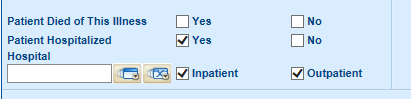 Patient Died of This Illness Yes No
Patient Hospitalized Yes No
Hospital
Inpatient Outpatient